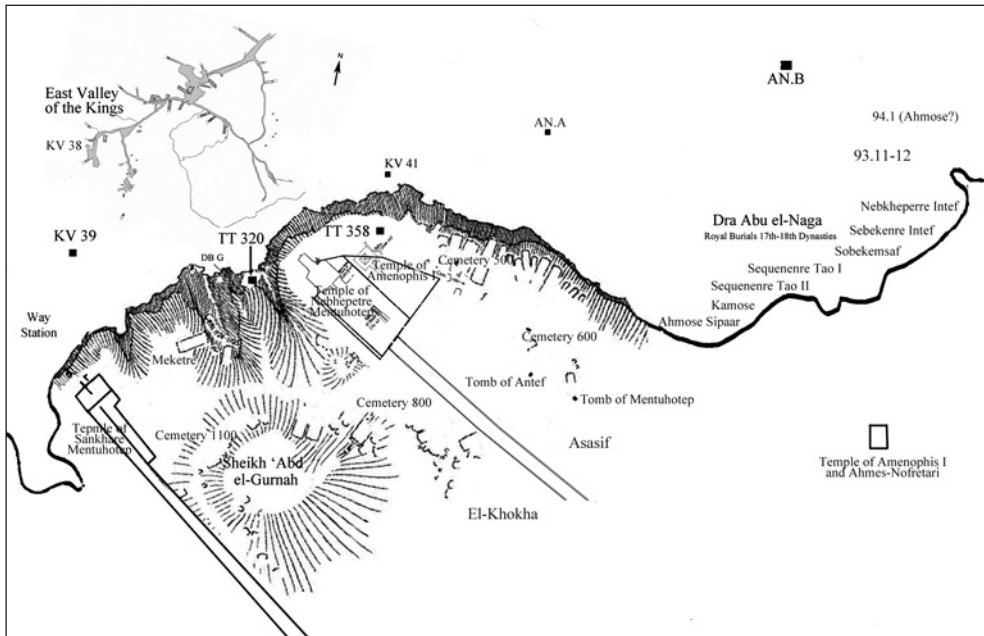 N
East Valley
of the Kings
KV 38
AN.B
94.1 (Ahmose?)
AN.A
93.11-12
KV 41
Nebkheperre Intef
Dra Abu el-Naga
Royal Burials 17th-18th Dynasties
Sebekenre Intef
Sobekemsaf
KV 39
TT 320
TT 358
DB G
Temple of
Amenophis I
Cemetery 500
Sequenenre Tao I
Sequenenre Tao II
Kamose
Ahmose Sipaar
Temple of
Nebhepetre
Mentuhotep
Way
Station
Meketre
Cemetery 600
Tomb of Antef
Tomb of Mentuhotep
Cemetery 800
Tepmle of
Sankhare
Mentuhotep
Cemetery 1100
Asasif
Sheikh ‘Abd
el-Gurnah
Temple of Amenophis I
and Ahmes-Nofretari
El-Khokha